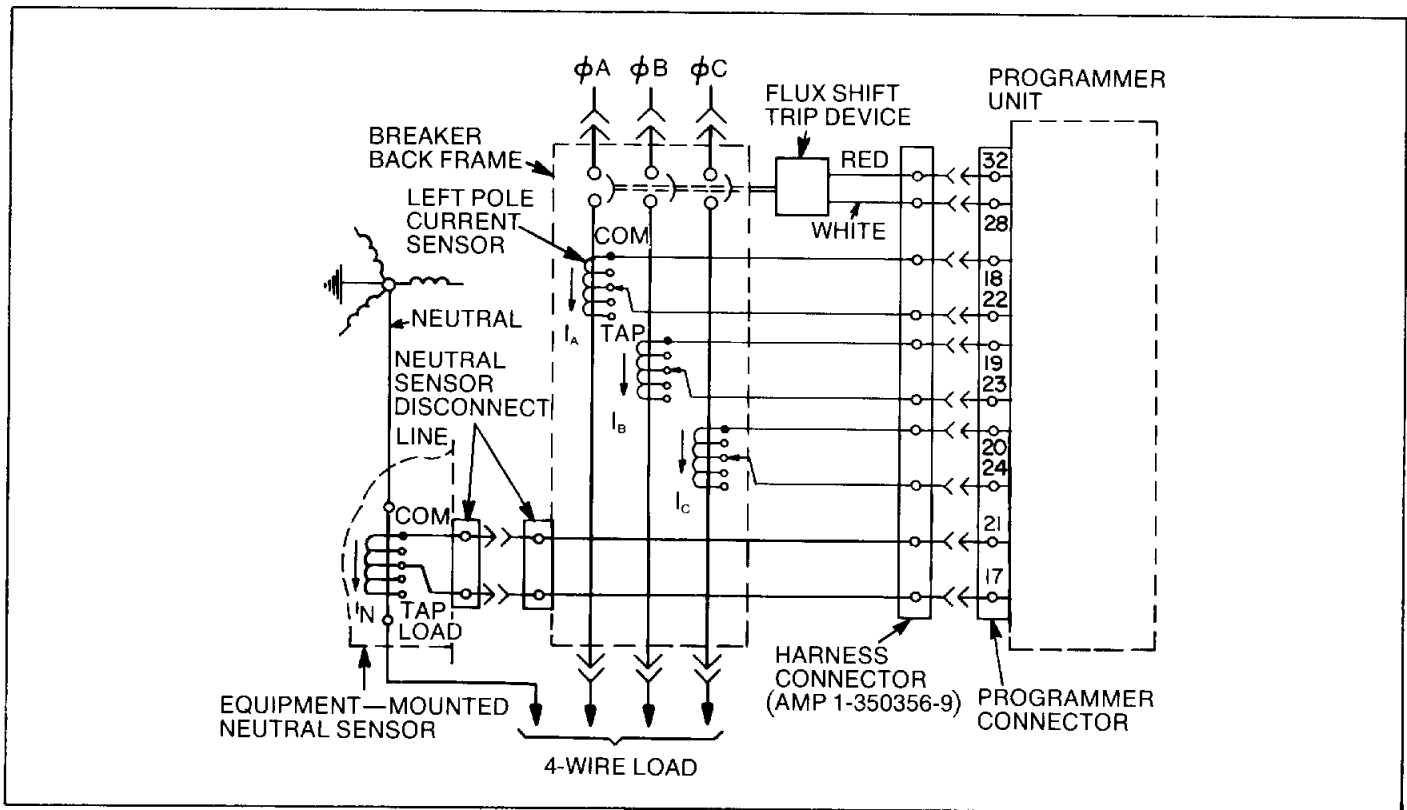 ϕA ϕB ϕC
FLUX SHIFT
TRIP DEVICE
PROGRAMMER
UNIT
BREAKER
BACK FRAME
RED
32
LEFT POLE
CURRENT
SENSOR
WHITE
28
COM
18
22
NEUTRAL
IA
TAP
19
23
NEUTRAL
SENSOR
DISCONNECT
IB
LINE
20
24
IC
COM
21
17
IN
TAP
LOAD
HARNESS
CONNECTOR
(AMP 1-350356-9)
PROGRAMMER
CONNECTOR
EQUIPMENT—MOUNTED
NEUTRAL SENSOR
4-WIRE LOAD